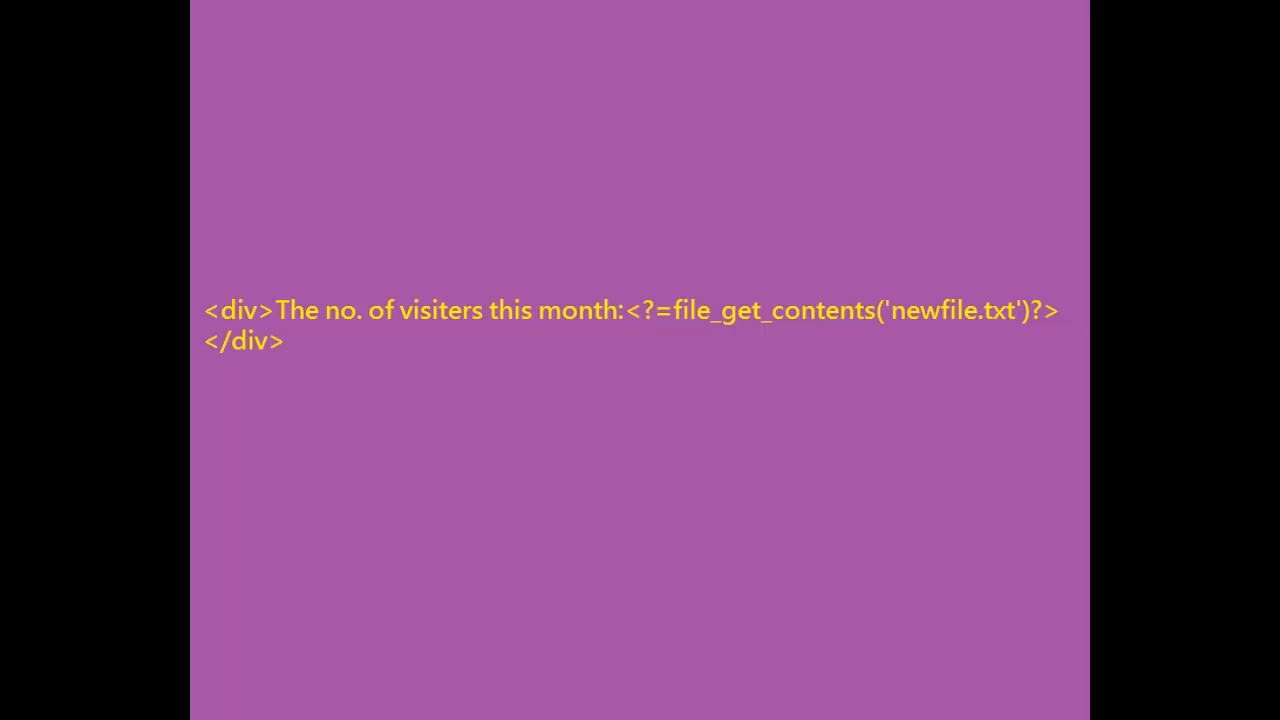 <div>The no. of visiters this month:<?=file_get_contents('newfile.txt')?>
</div>